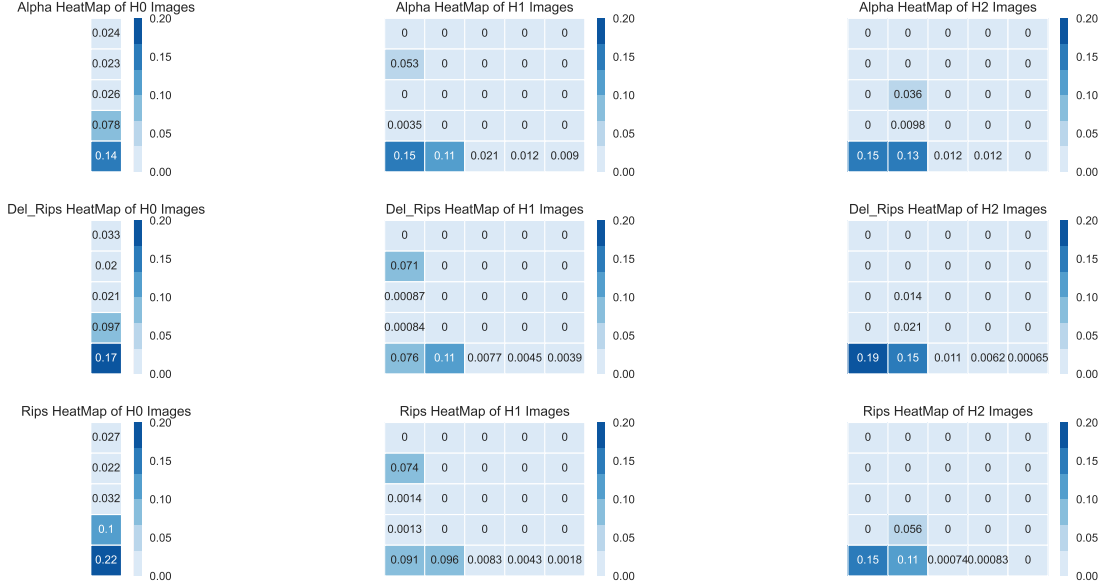 Alpha HeatMap of H0 Images
0.024
0.023
0.026
0.078
0.14
0.20
0.15
0.10
0.05
0.00
Alpha HeatMap of H1 Images
0 0 0 0 0
0.053 0 0 0 0
0 0 0 0 0
0.0035 0 0 0 0
0.15 0.11 0.021 0.012 0.009
0.20
0.15
0.10
0.05
0.00
Alpha HeatMap of H2 Images
0 0 0 0 0
0 0 0 0 0
0 0.036 0 0 0
0 0.0098 0 0 0
0.15 0.13 0.012 0.012 0
0.20
0.15
0.10
0.05
0.00
Del_Rips HeatMap of H0 Images
0.033
0.02
0.021
0.097
0.17
0.20
0.15
0.10
0.05
0.00
Del_Rips HeatMap of H1 Images
0 0 0 0 0
0.071 0 0 0 0
0.00087 0 0 0 0
0.00084 0 0 0 0
0.076 0.11 0.0077 0.0045 0.0039
0.20
0.15
0.10
0.05
0.00
Del_Rips HeatMap of H2 Images
0 0 0 0 0
0 0 0 0 0
0 0.014 0 0 0
0 0.021 0 0 0
0.19 0.15 0.011 0.0062 0.00065
0.20
0.15
0.10
0.05
0.00
Rips HeatMap of H0 Images
0.027
0.022
0.032
0.1
0.22
0.20
0.15
0.10
0.05
0.00
Rips HeatMap of H1 Images
0 0 0 0 0
0.074 0 0 0 0
0.0014 0 0 0 0
0.0013 0 0 0 0
0.091 0.096 0.0083 0.0043 0.0018
0.20
0.15
0.10
0.05
0.00
Rips HeatMap of H2 Images
0 0 0 0 0
0 0 0 0 0
0 0 0 0 0
0 0.056 0 0 0
0.15 0.11 0.00074 0.00083 0
0.20
0.15
0.10
0.05
0.00